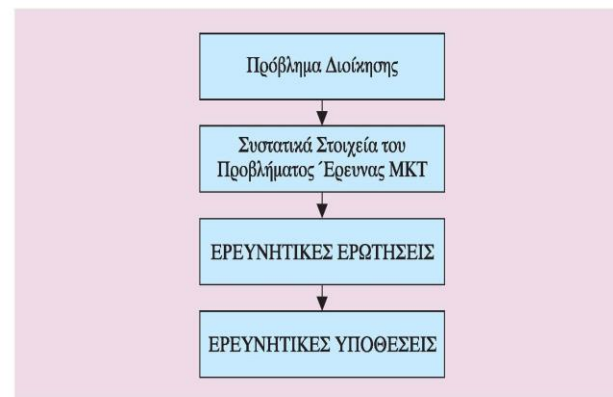 Πρόβλημα Διοίκησης
Συστατικά Στοιχεία του
Προβλήματος Έρευνας ΜΚΤ
ΕΡΕΥΝΗΤΙΚΕΣ ΕΡΩΤΗΣΕΙΣ
ΕΡΕΥΝΗΤΙΚΕΣ ΥΠΟΘΕΣΕΙΣ